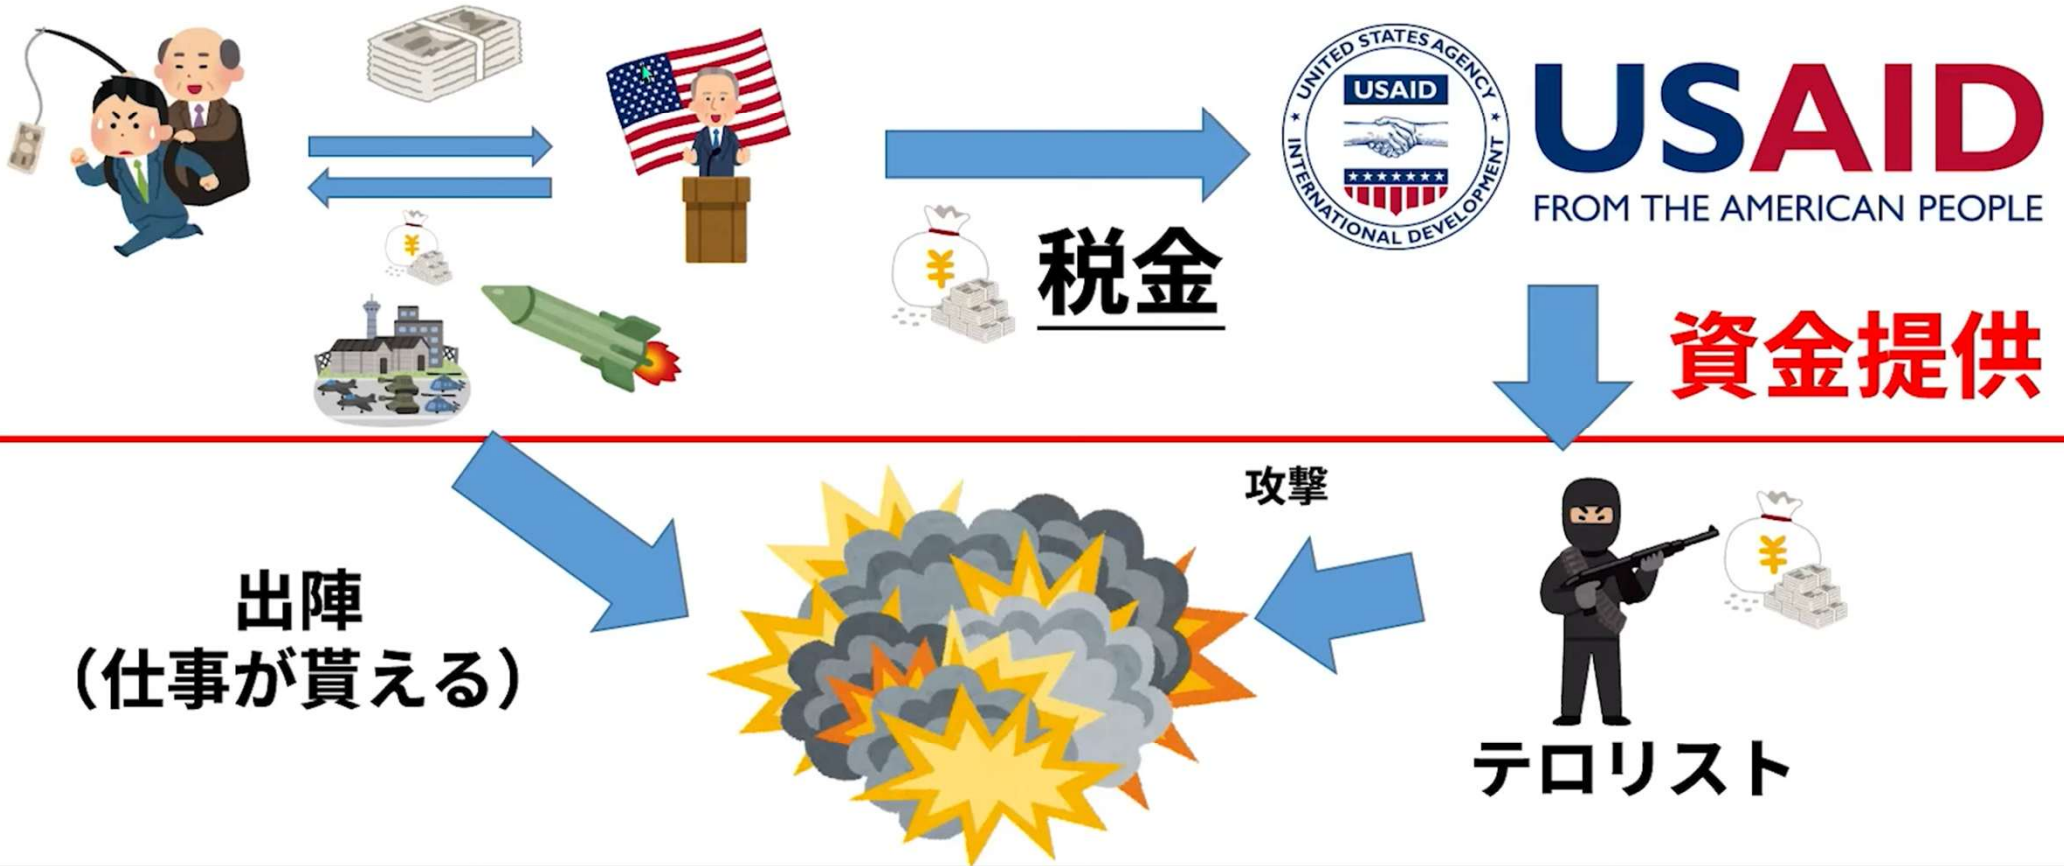 UNITED STATES AGENCY
INTERNATIONAL DEVELOPMENT
USAID
USAID
FROM THE AMERICAN PEOPLE
¥
¥
税金
資金提供
攻撃
¥
出陣
（仕事が貰える）
テロリスト